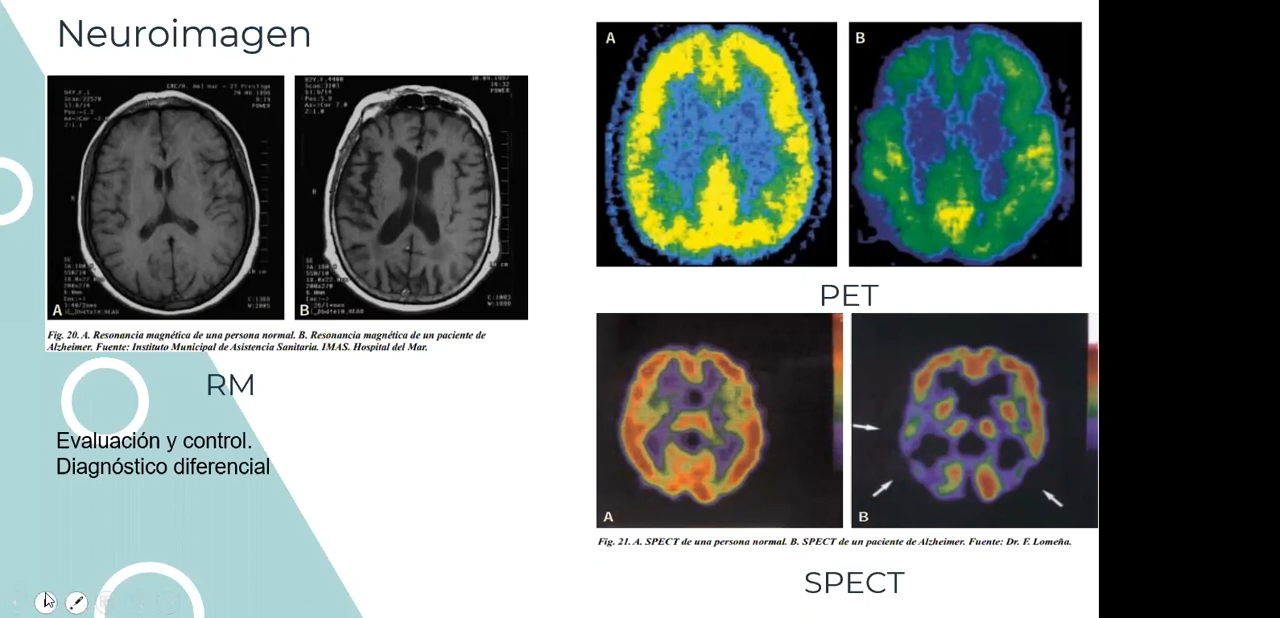 Neuroimagen
A
B
A
B
Fig. 20. A. Resonancia magnética de una persona normal. B. Resonancia magnética de un paciente de
Alzheimer. Fuente: Instituto Municipal de Asistencia Sanitaria. IMAS. Hospital del Mar.
RM
Evaluación y control.
Diagnóstico diferencial
PET
A
B
Fig. 21. A. SPECT de una persona normal. B. SPECT de un paciente de Alzheimer. Fuente: Dr. F. Lomeña.
SPECT